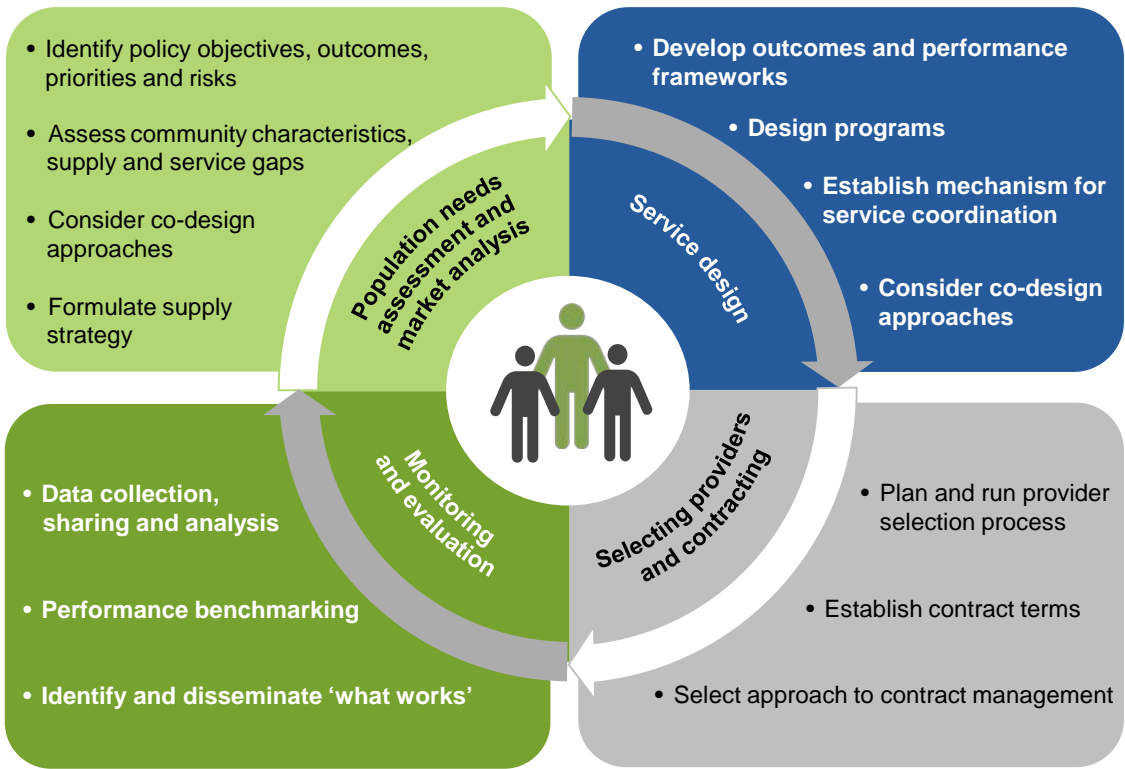 • Identify policy objectives, outcomes,
priorities and risks
• Assess community characteristics,
supply and service gaps
• Consider co-design
approaches
• Formulate supply
strategy
Population needs
assessment and
market analysis
• Develop outcomes and performance
frameworks
• Design programs
• Establish mechanism for
service coordination
• Consider co-design
approaches
Service design
• Data collection,
sharing and analysis
• Performance benchmarking
• Identify and disseminate ‘what works’
Monitoring
and evaluation
Selecting providers
and contracting
• Plan and run provider
selection process
• Establish contract terms
• Select approach to contract management